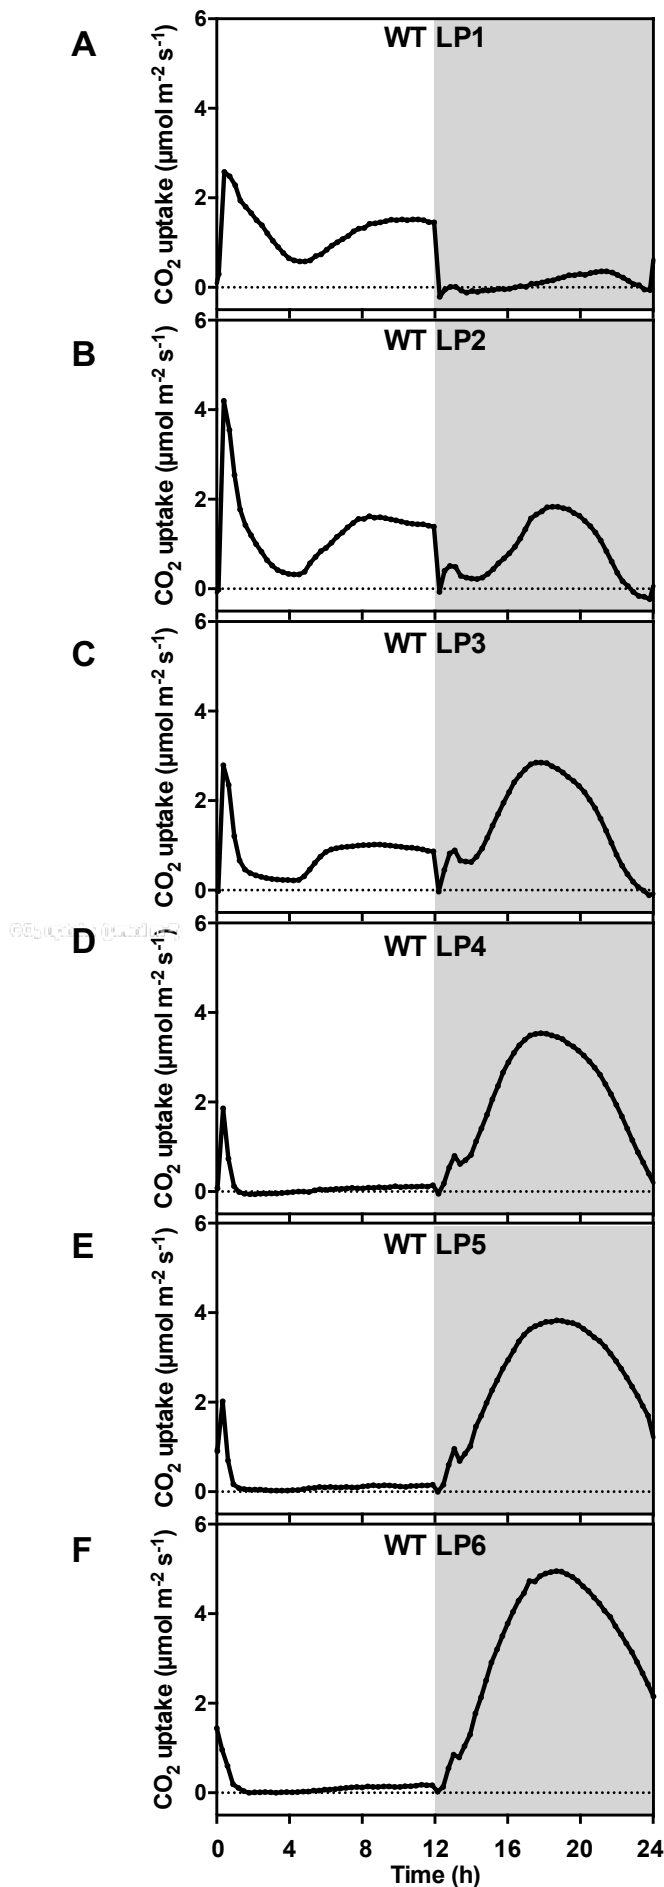 A
WT LP1
CO2 uptake (µmol m-2 s-1)
6
4
2
0
B
WT LP2
CO2 uptake (µmol m-2 s-1)
6
4
2
0
C
WT LP3
CO2 uptake (µmol m-2 s-1)
6
4
2
0
D
WT LP4
CO2 uptake (µmol m-2 s-1)
6
4
2
0
E
WT LP5
CO2 uptake (µmol m-2 s-1)
6
4
2
0
F
WT LP6
CO2 uptake (µmol m-2 s-1)
6
4
2
0
0 4 8 12 16 20 24
Time (h)